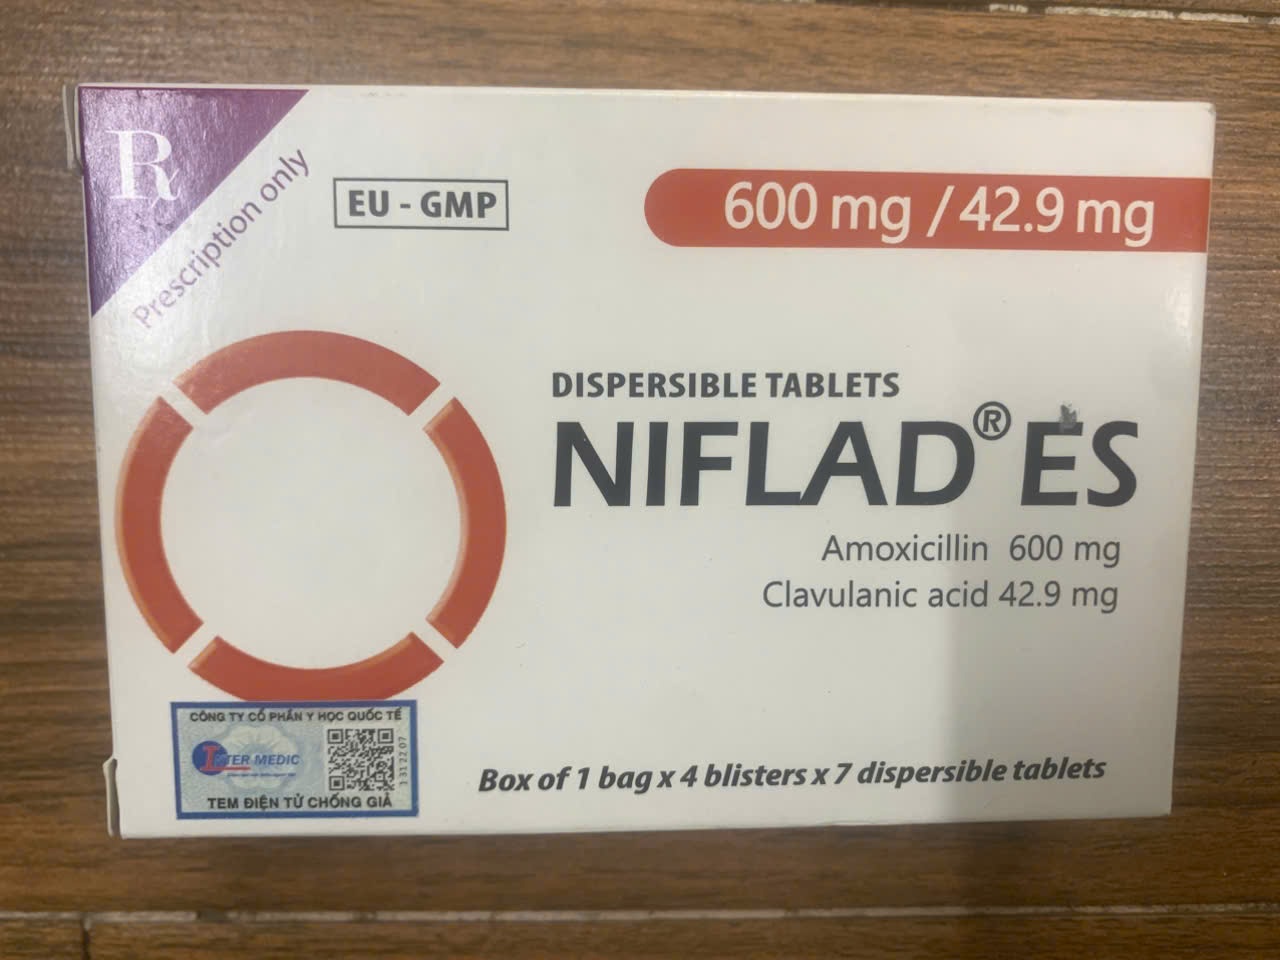 Rx
Prescription only
EU - GMP
600 mg / 42.9 mg
DISPERSIBLE TABLETS
NIFLAD® ES
Amoxicillin 600 mg
Clavulanic acid 42.9 mg
CÔNG TY CỔ PHẦN Y HỌC QUỐC TẾ
INTER MEDIC
1312207
TEM ĐIỆN TỬ CHỐNG GIẢ
Box of 1 bag x 4 blisters x 7 dispersible tablets